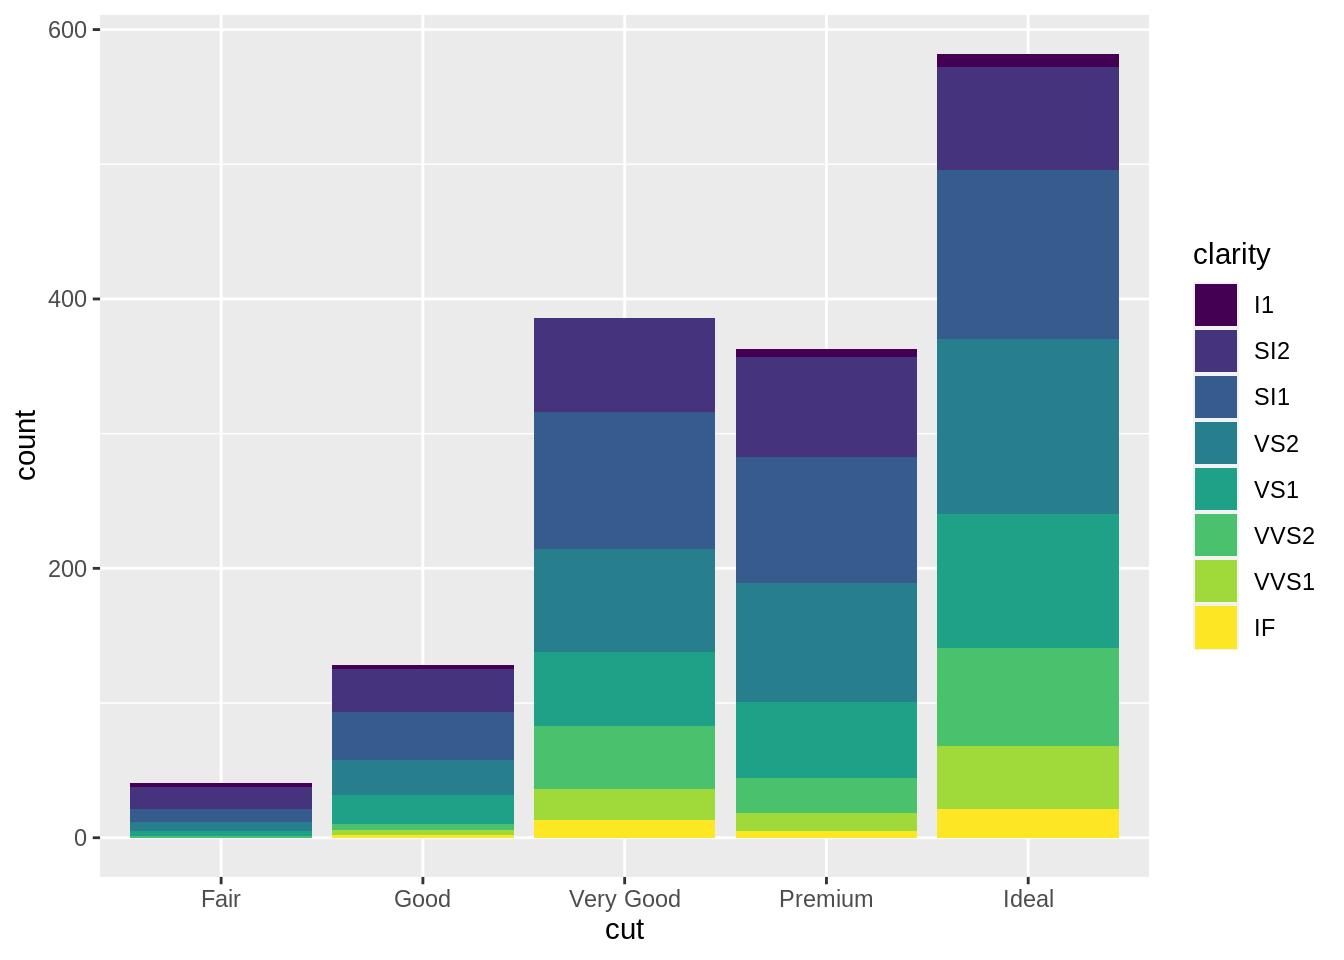 600
400
200
0
count
Fair
Good
Very Good
Premium
Ideal
cut
clarity
I1
SI2
SI1
VS2
VS1
VVS2
VVS1
IF